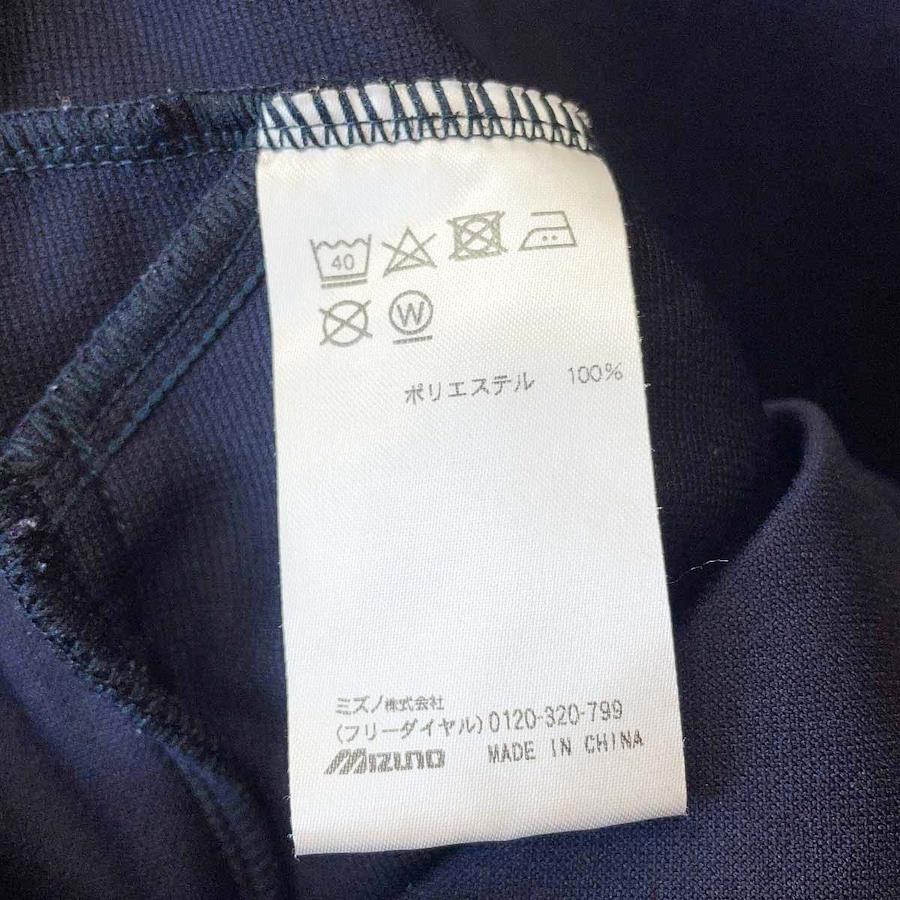 40
W
ポリエステル 100%
ミズノ株式会社
(フリーダイヤル)0120-320-799
MIZUNO MADE IN CHINA